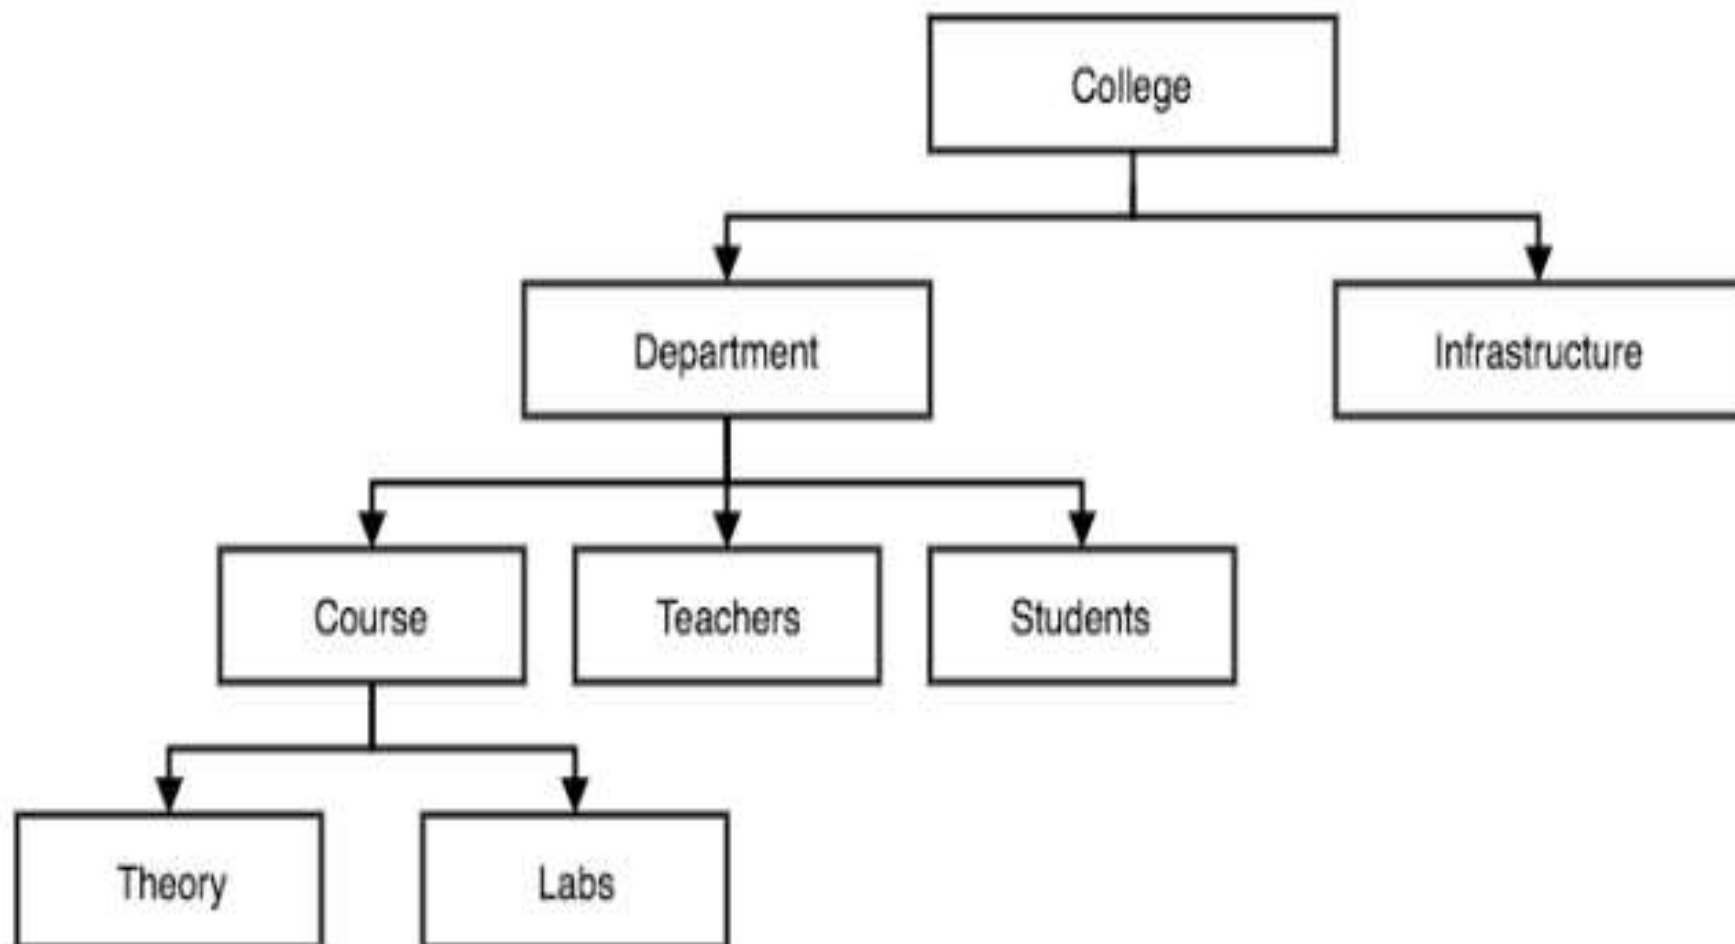 College
Department
Infrastructure
Course
Teachers
Students
Theory
Labs